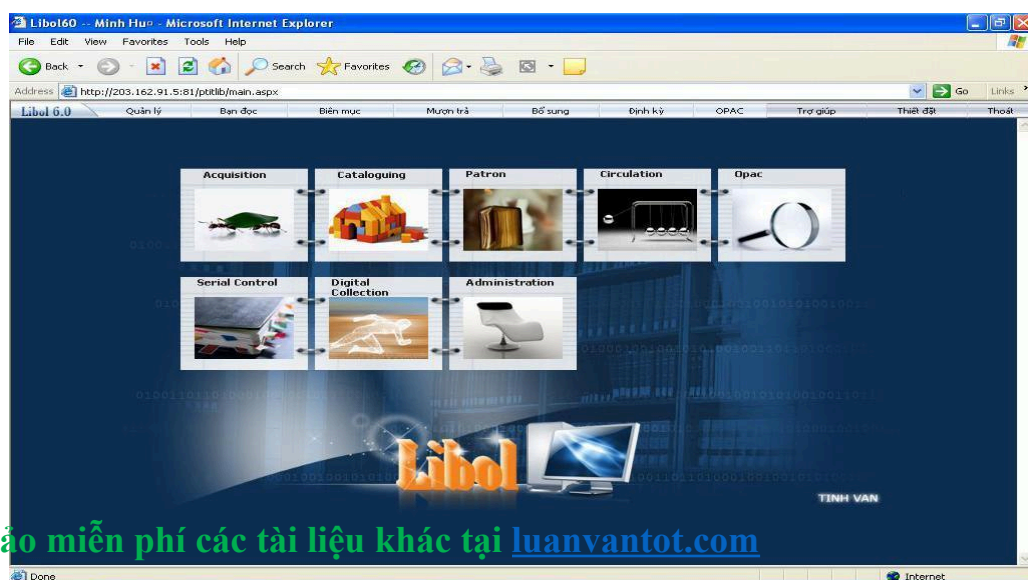 Libol60 -- Minh Huº - Microsoft Internet Explorer
File Edit View Favorites Tools Help
Back Search Favorites
Address http://203.162.91.5:81/ptitlib/main.aspx Go Links
Libol 6.0 Quản lý Bạn đọc Biên mục Mượn trả Bổ sung Định kỳ OPAC Trợ giúp Thiết đặt Thoát
Acquisition Cataloguing Patron Circulation Opac
Serial Control Digital Collection Administration
Libol
TINH VAN
ảo miễn phí các tài liệu khác tại luanvantot.com
Done Internet